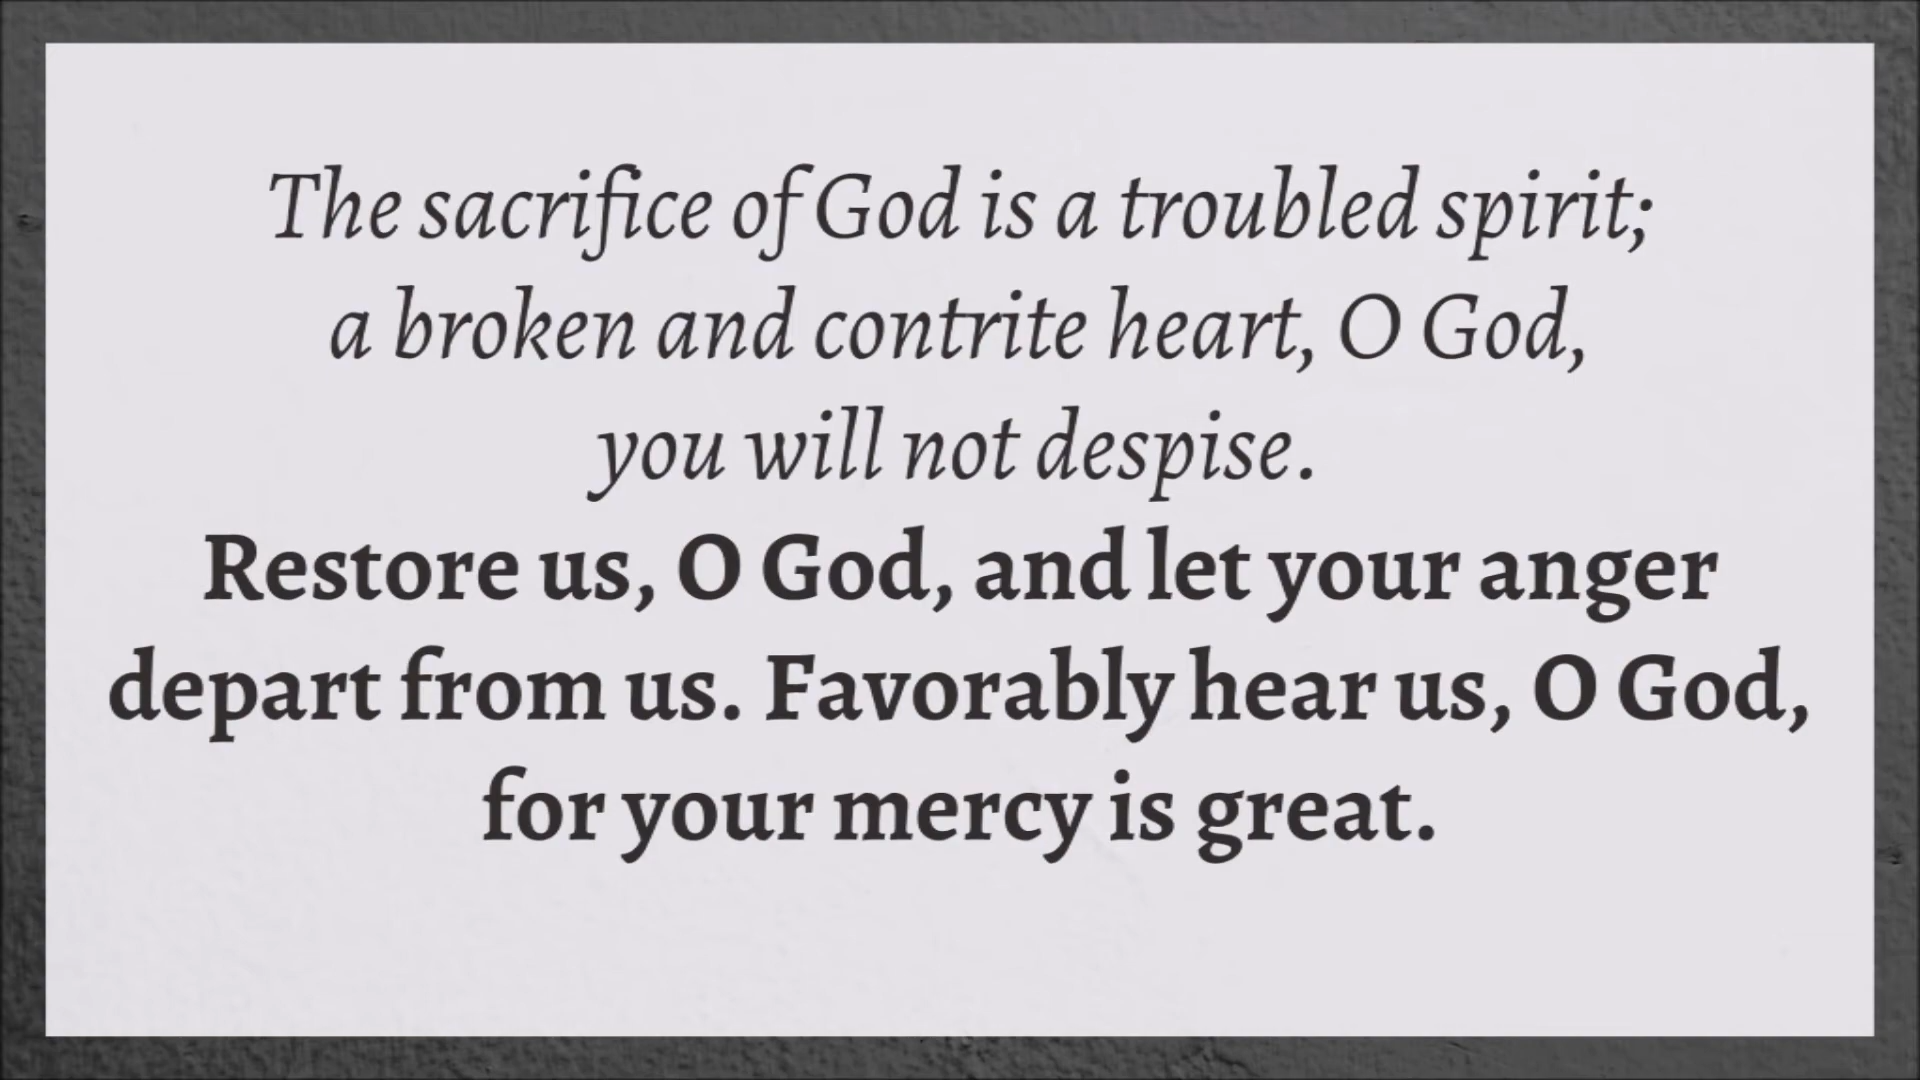 The sacrifice of God is a troubled spirit;
a broken and contrite heart, O God,
you will not despise.
Restore us, O God, and let your anger
depart from us. Favorably hear us, O God,
for your mercy is great.